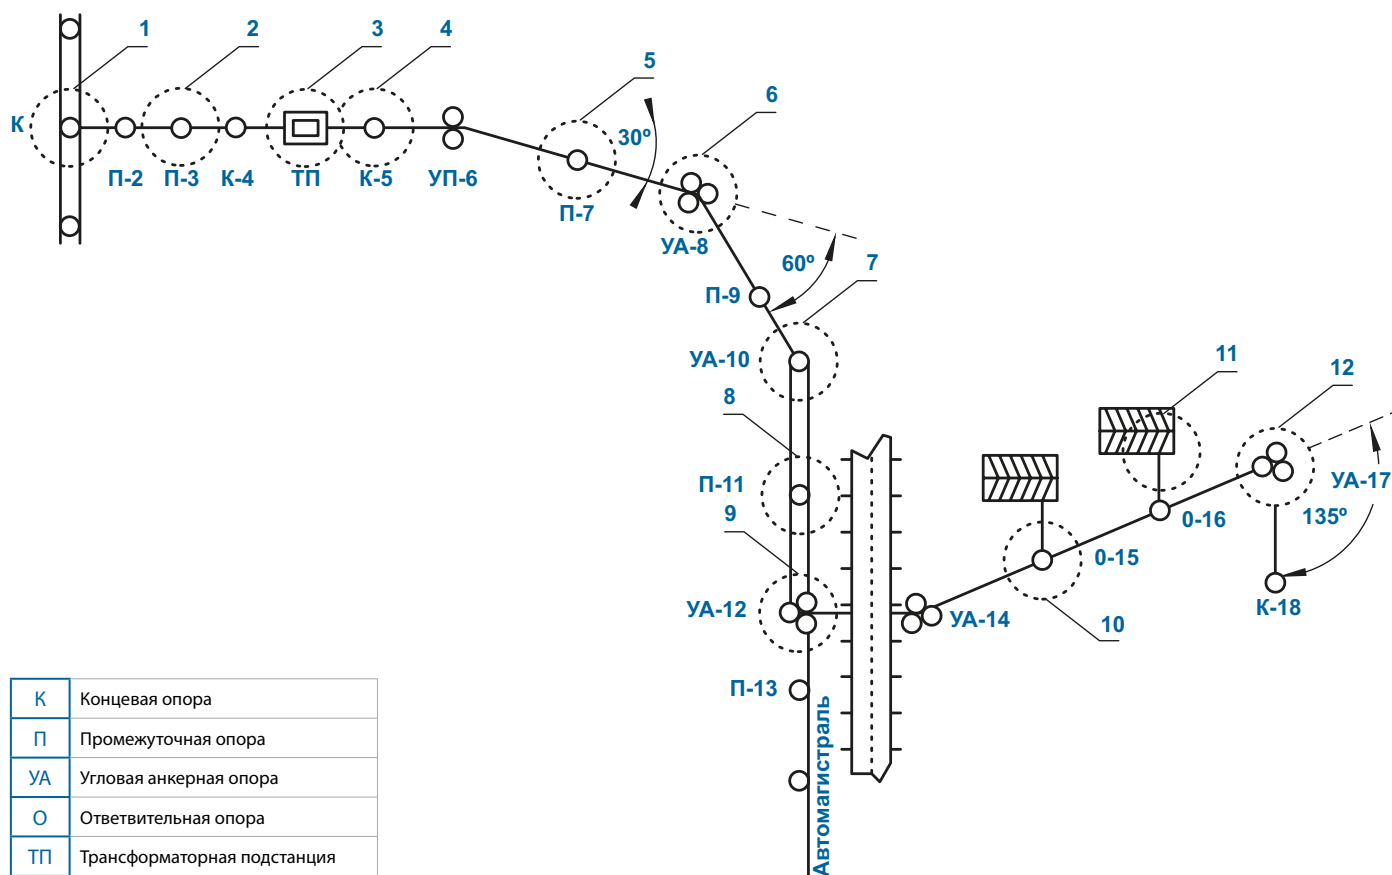 1
2
3
4
5
6
К
П-2
П-3
К-4
ТП
К-5
УП-6
П-7
30º
УА-8
60º
7
П-9
УА-10
8
11
12
П-11
9
УА-17
0-16
135º
0-15
УА-12
УА-14
К-18
10
П-13
Автомагистраль
К Концевая опора
П Промежуточная опора
УА Угловая анкерная опора
О Ответвительная опора
ТП Трансформаторная подстанция